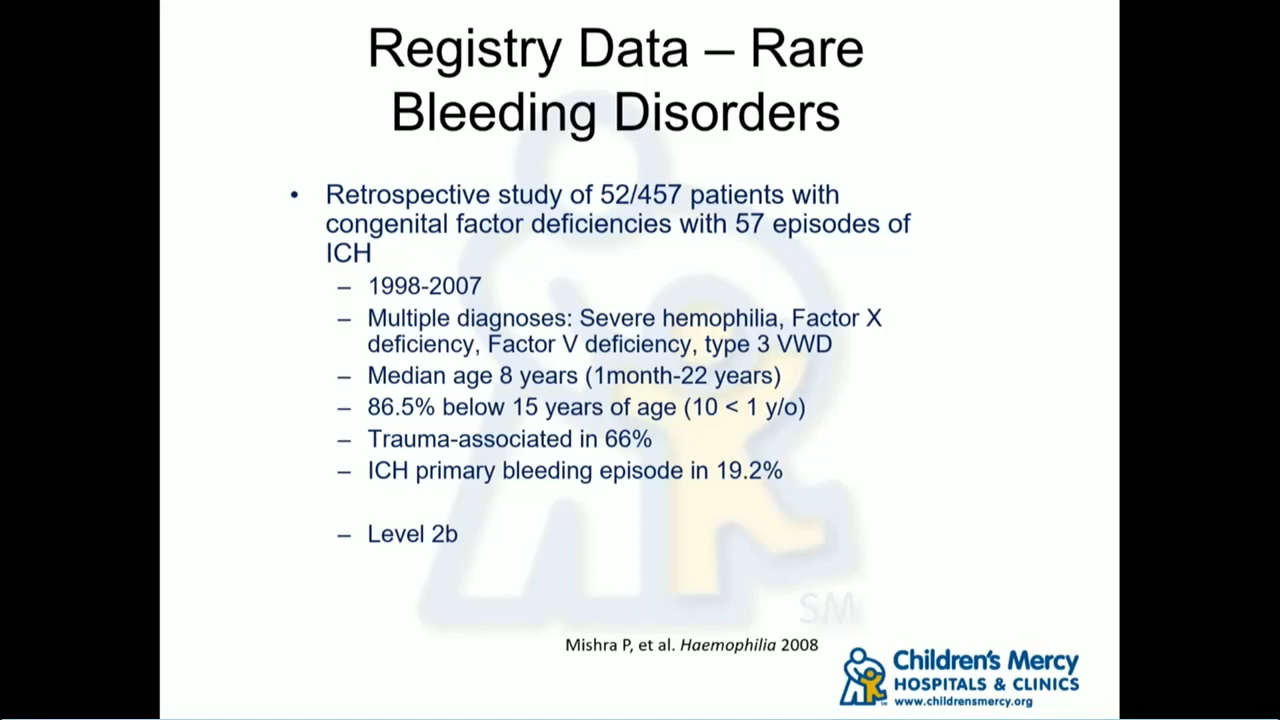 Registry Data – Rare
Bleeding Disorders
• Retrospective study of 52/457 patients with
congenital factor deficiencies with 57 episodes of
ICH
– 1998-2007
– Multiple diagnoses: Severe hemophilia, Factor X
deficiency, Factor V deficiency, type 3 VWD
– Median age 8 years (1month-22 years)
– 86.5% below 15 years of age (10 < 1 y/o)
– Trauma-associated in 66%
– ICH primary bleeding episode in 19.2%
– Level 2b
SM
Mishra P, et al. Haemophilia 2008
Children's Mercy
HOSPITALS & CLINICS
www.childrensmercy.org